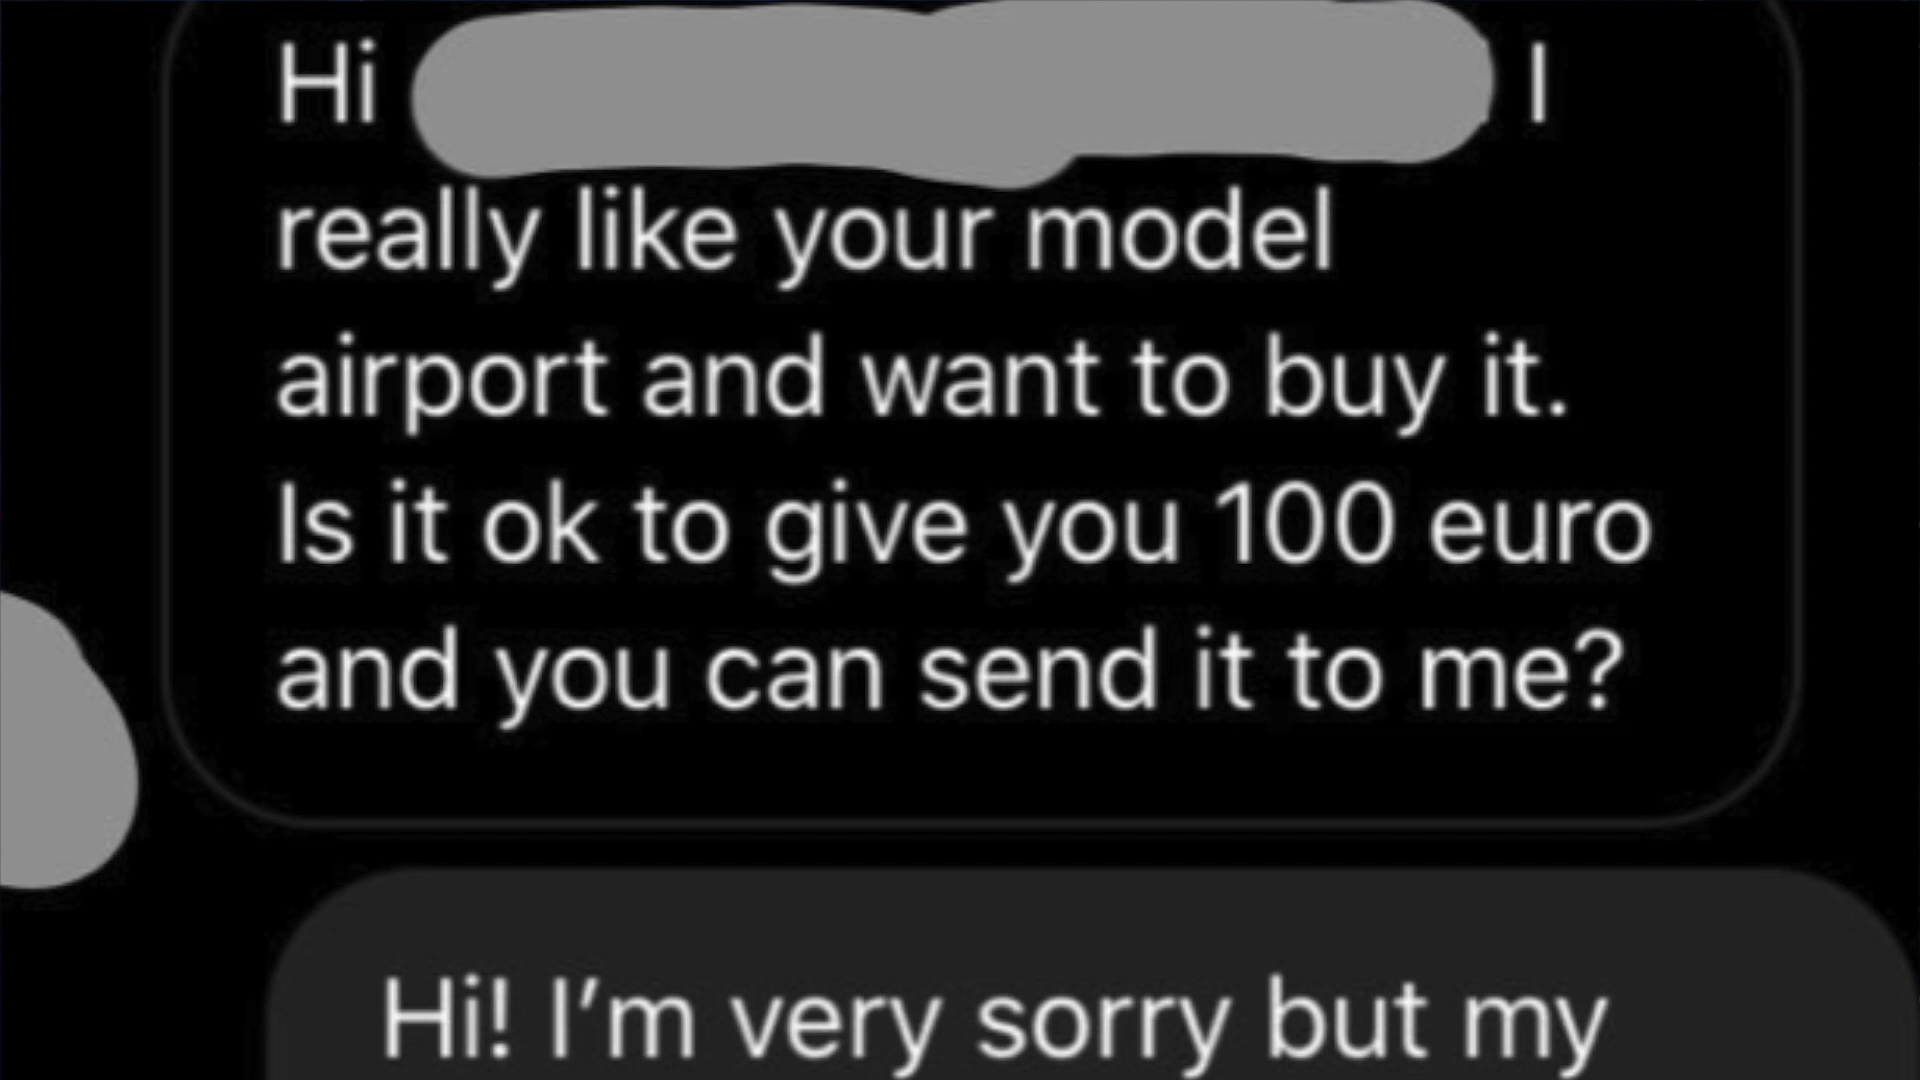 Hi I
really like your model
airport and want to buy it.
Is it ok to give you 100 euro
and you can send it to me?
Hi! I’m very sorry but my